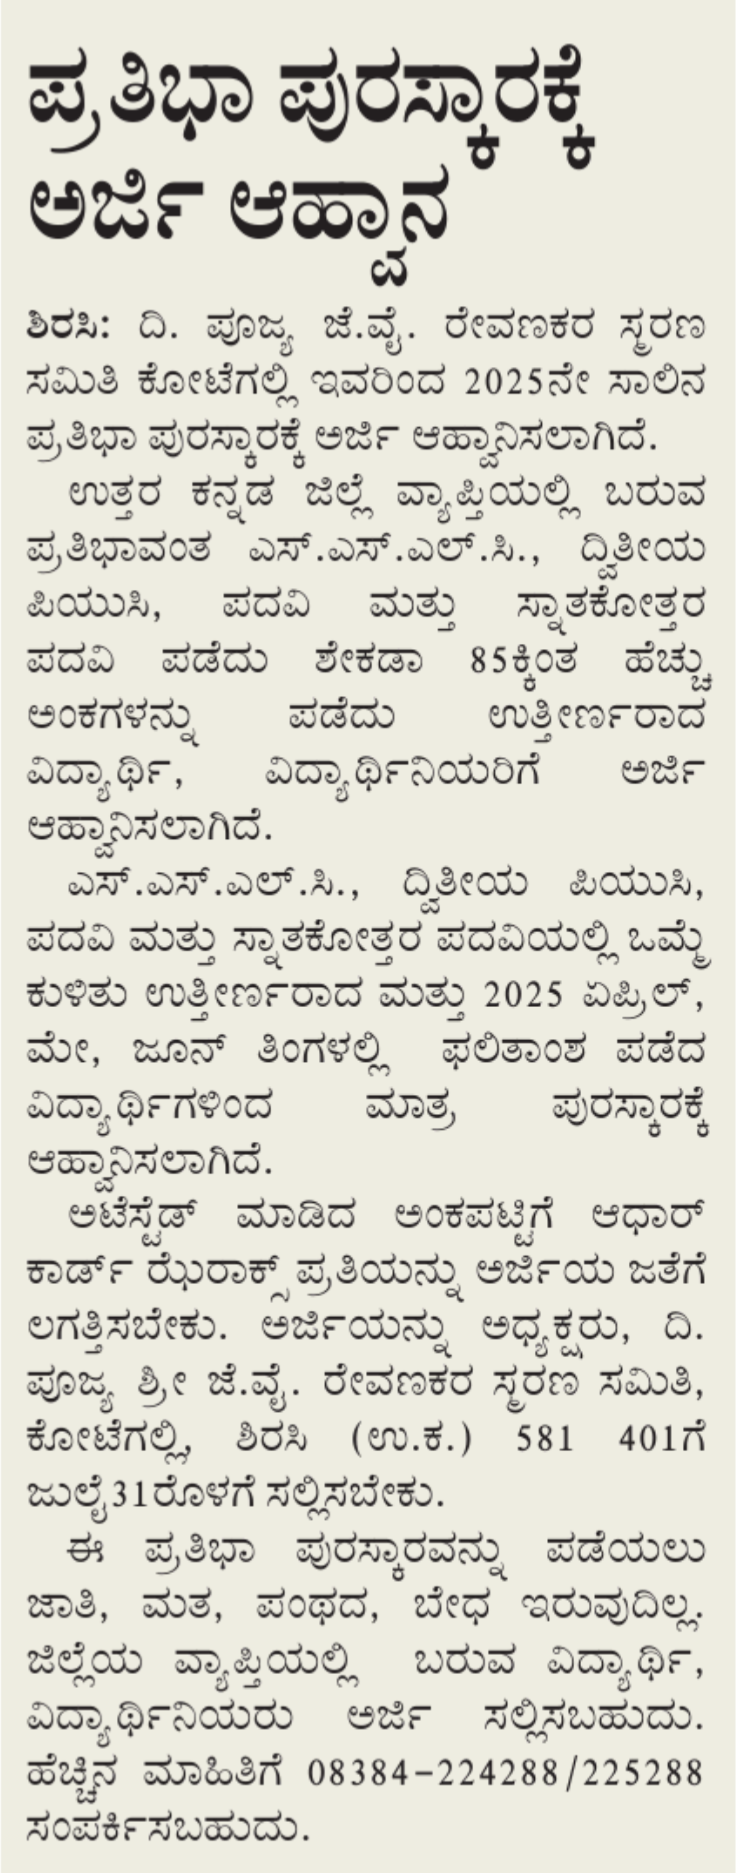 ಪ್ರತಿಭಾ ಪುರಸ್ಕಾರಕ್ಕೆ
ಅರ್ಜಿ ಆಹ್ವಾನ
ಶಿರಸಿ: ದಿ. ಪೂಜ್ಯ ಜೆ.ವೈ. ರೇವಣಕರ ಸ್ಮರಣ
ಸಮಿತಿ ಕೋಟೆಗಲ್ಲಿ ಇವರಿಂದ 2025ನೇ ಸಾಲಿನ
ಪ್ರತಿಭಾ ಪುರಸ್ಕಾರಕ್ಕೆ ಅರ್ಜಿ ಆಹ್ವಾನಿಸಲಾಗಿದೆ.
ಉತ್ತರ ಕನ್ನಡ ಜಿಲ್ಲೆ ವ್ಯಾಪ್ತಿಯಲ್ಲಿ ಬರುವ
ಪ್ರತಿಭಾವಂತ ಎಸ್.ಎಸ್.ಎಲ್.ಸಿ., ದ್ವಿತೀಯ
ಪಿಯುಸಿ, ಪದವಿ ಮತ್ತು ಸ್ನಾತಕೋತ್ತರ
ಪದವಿ ಪಡೆದು ಶೇಕಡಾ 85ಕ್ಕಿಂತ ಹೆಚ್ಚು
ಅಂಕಗಳನ್ನು ಪಡೆದು ಉತ್ತೀರ್ಣರಾದ
ವಿದ್ಯಾರ್ಥಿ, ವಿದ್ಯಾರ್ಥಿನಿಯರಿಗೆ ಅರ್ಜಿ
ಆಹ್ವಾನಿಸಲಾಗಿದೆ.
ಎಸ್.ಎಸ್.ಎಲ್.ಸಿ., ದ್ವಿತೀಯ ಪಿಯುಸಿ,
ಪದವಿ ಮತ್ತು ಸ್ನಾತಕೋತ್ತರ ಪದವಿಯಲ್ಲಿ ಒಮ್ಮೆ
ಕುಳಿತು ಉತ್ತೀರ್ಣರಾದ ಮತ್ತು 2025 ಏಪ್ರಿಲ್,
ಮೇ, ಜೂನ್ ತಿಂಗಳಲ್ಲಿ ಫಲಿತಾಂಶ ಪಡೆದ
ವಿದ್ಯಾರ್ಥಿಗಳಿಂದ ಮಾತ್ರ ಪುರಸ್ಕಾರಕ್ಕೆ
ಆಹ್ವಾನಿಸಲಾಗಿದೆ.
ಅಟೆಸ್ಟೆಡ್ ಮಾಡಿದ ಅಂಕಪಟ್ಟಿಗೆ ಆಧಾರ್
ಕಾರ್ಡ್ ಝೆರಾಕ್ಸ್ ಪ್ರತಿಯನ್ನು ಅರ್ಜಿಯ ಜತೆಗೆ
ಲಗತ್ತಿಸಬೇಕು. ಅರ್ಜಿಯನ್ನು ಅಧ್ಯಕ್ಷರು, ದಿ.
ಪೂಜ್ಯ ಶ್ರೀ ಜೆ.ವೈ. ರೇವಣಕರ ಸ್ಮರಣ ಸಮಿತಿ,
ಕೋಟೆಗಲ್ಲಿ, ಶಿರಸಿ (ಉ.ಕ.) 581 401ಗೆ
ಜುಲೈ 31ರೊಳಗೆ ಸಲ್ಲಿಸಬೇಕು.
ಈ ಪ್ರತಿಭಾ ಪುರಸ್ಕಾರವನ್ನು ಪಡೆಯಲು
ಜಾತಿ, ಮತ, ಪಂಥದ, ಬೇಧ ಇರುವುದಿಲ್ಲ.
ಜಿಲ್ಲೆಯ ವ್ಯಾಪ್ತಿಯಲ್ಲಿ ಬರುವ ವಿದ್ಯಾರ್ಥಿ,
ವಿದ್ಯಾರ್ಥಿನಿಯರು ಅರ್ಜಿ ಸಲ್ಲಿಸಬಹುದು.
ಹೆಚ್ಚಿನ ಮಾಹಿತಿಗೆ 08384-224288/225288
ಸಂಪರ್ಕಿಸಬಹುದು.